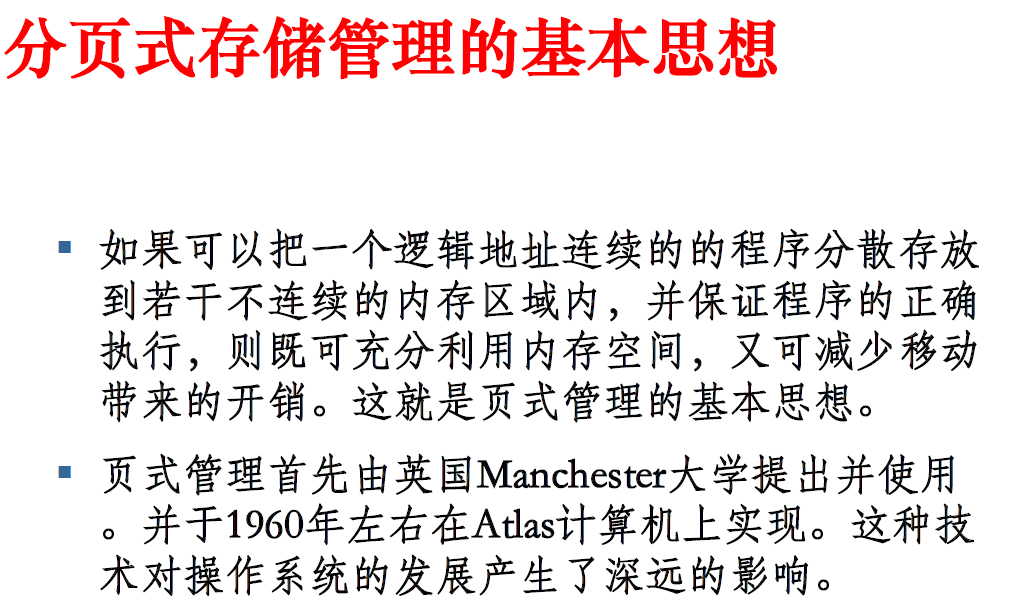 分页式存储管理的基本思想
如果可以把一个逻辑地址连续的的程序分散存放
到若干不连续的内存区域内，并保证程序的正确
执行，则既可充分利用内存空间，又可减少移动
带来的开销。这就是页式管理的基本思想。
页式管理首先由英国Manchester大学提出并使用
。并于1960年左右在Atlas计算机上实现。这种技
术对操作系统的发展产生了深远的影响。